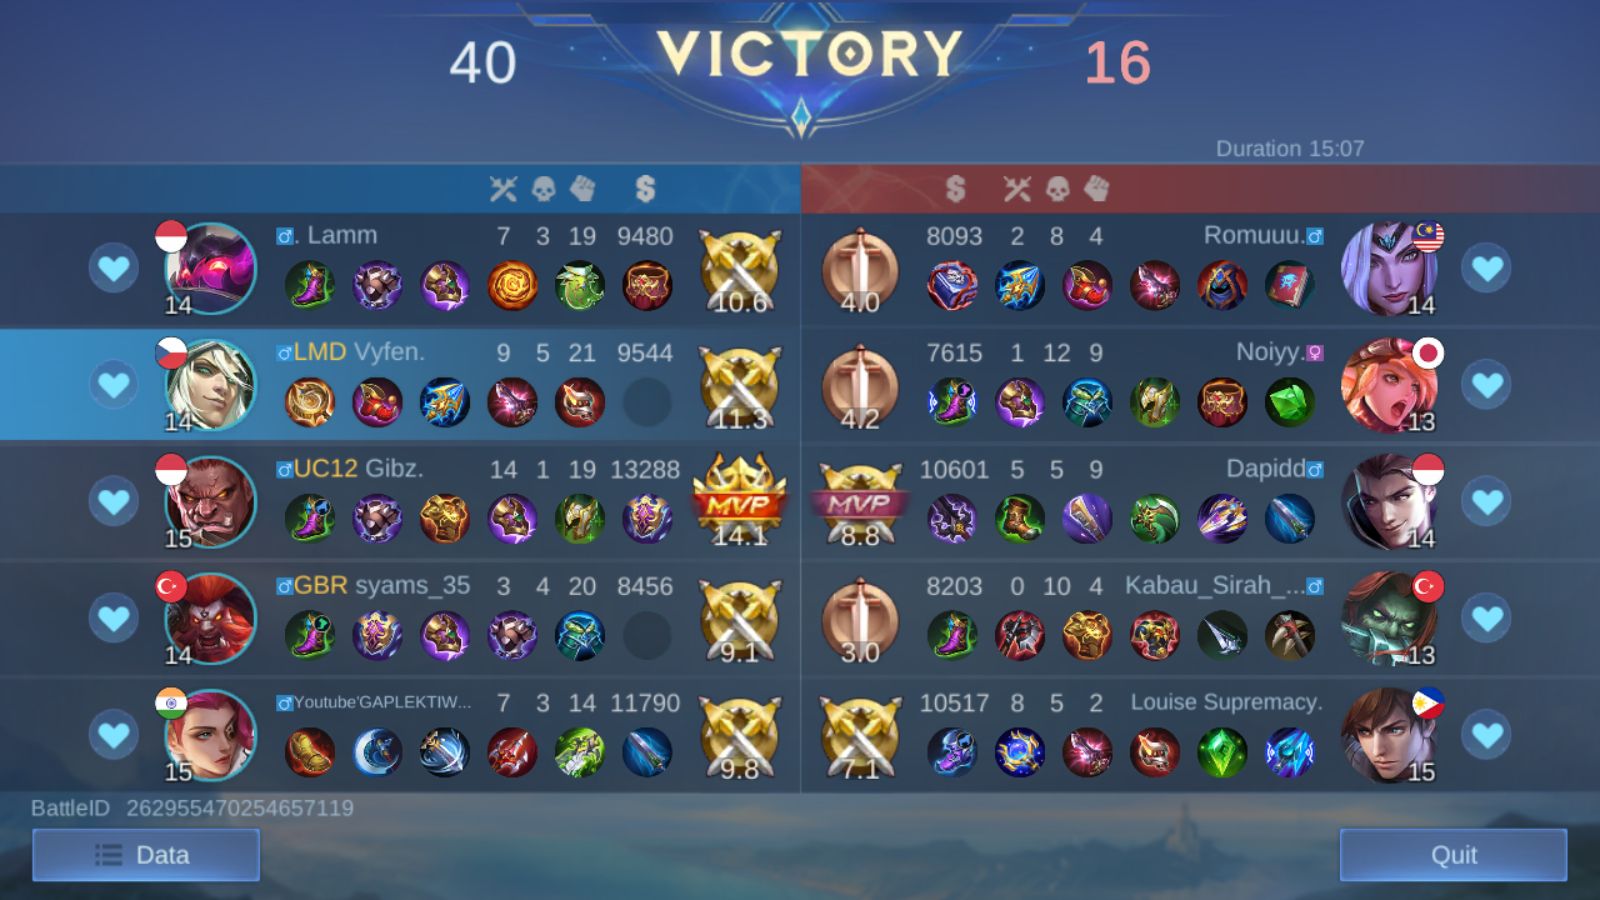 40 VICTORY 16
Duration 15:07
. Lamm 7 3 19 9480
14 10.6
8093 2 8 4 Romuuu.
4.0 14
LMD Vyfen. 9 5 21 9544
14 11.3
7615 1 12 9 Noiyy.
4.2 13
UC12 Gibz. 14 1 19 13288
15 MVP 14.1
10601 5 5 9 Dapidd
MVP 8.8 14
GBR syams_35 3 4 20 8456
14 9.1
8203 0 10 4 Kabau_Sirah_...
3.0 13
Youtube'GAPLEKTIW... 7 3 14 11790
15 9.8
10517 8 5 2 Louise Supremacy.
7.1 15
BattleID 262955470254657119
Data Quit